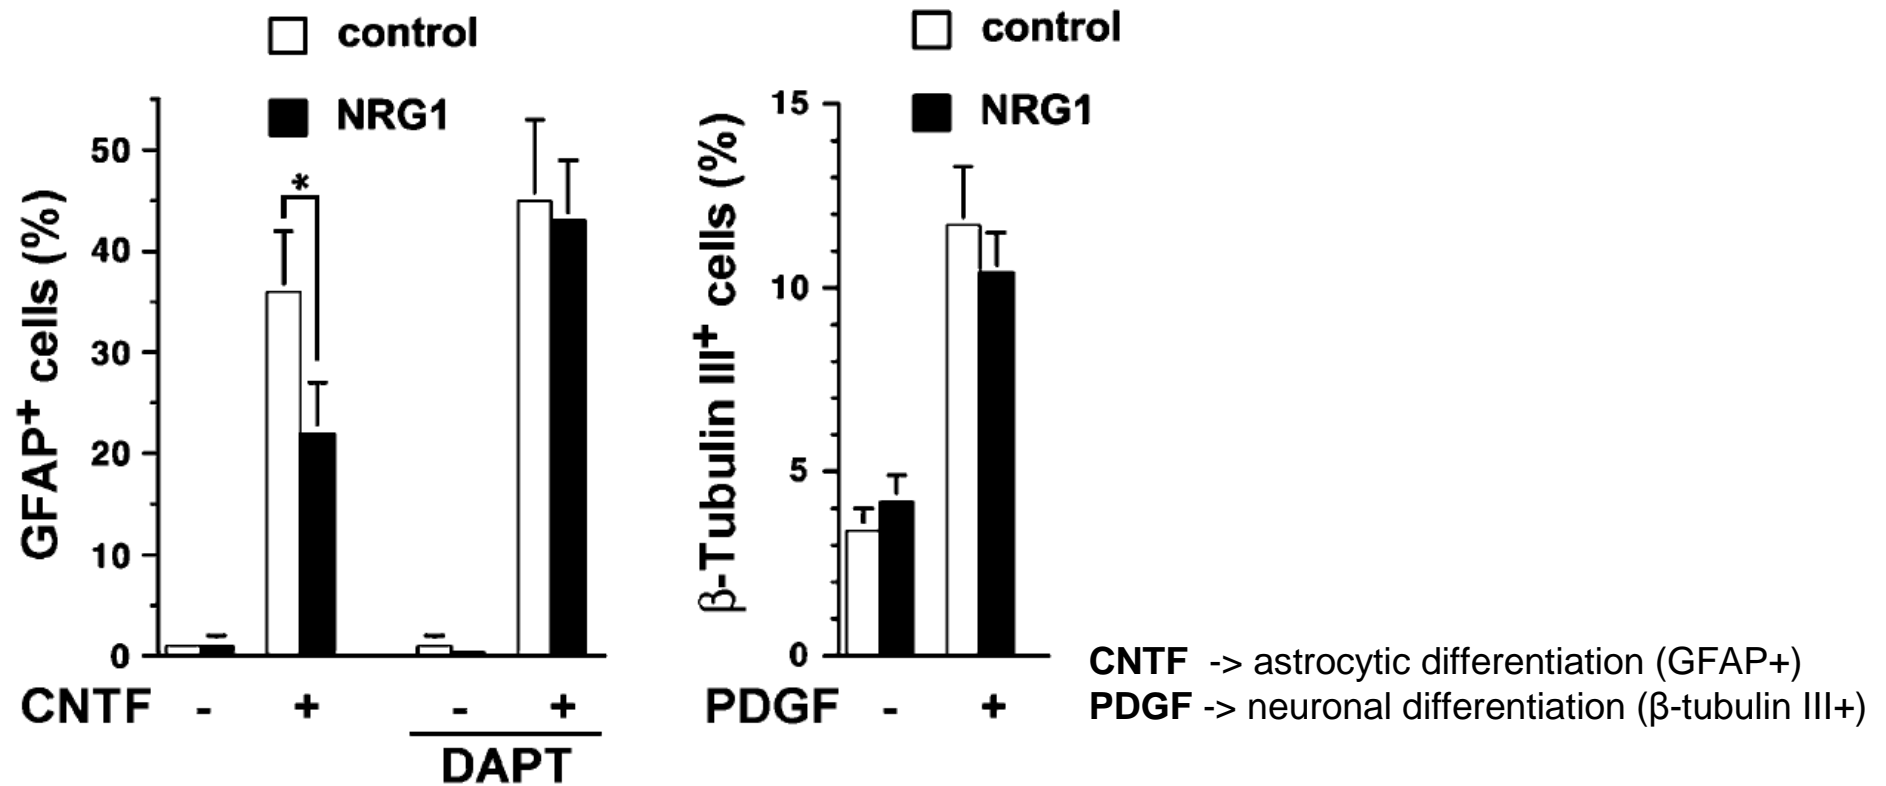 control
NRG1
GFAP+ cells (%)
50
40
30
20
10
0
*
CNTF - + - +
DAPT
control
NRG1
β-Tubulin III+ cells (%)
15
10
5
0
PDGF - +
CNTF -> astrocytic differentiation (GFAP+)
PDGF -> neuronal differentiation (β-tubulin III+)